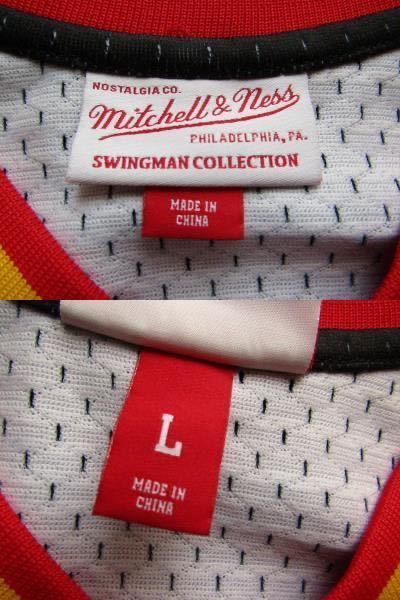 NOSTALGIA CO.
Mitchell & Ness
PHILADELPHIA, PA.
SWINGMAN COLLECTION
MADE IN
CHINA
L
MADE IN
CHINA